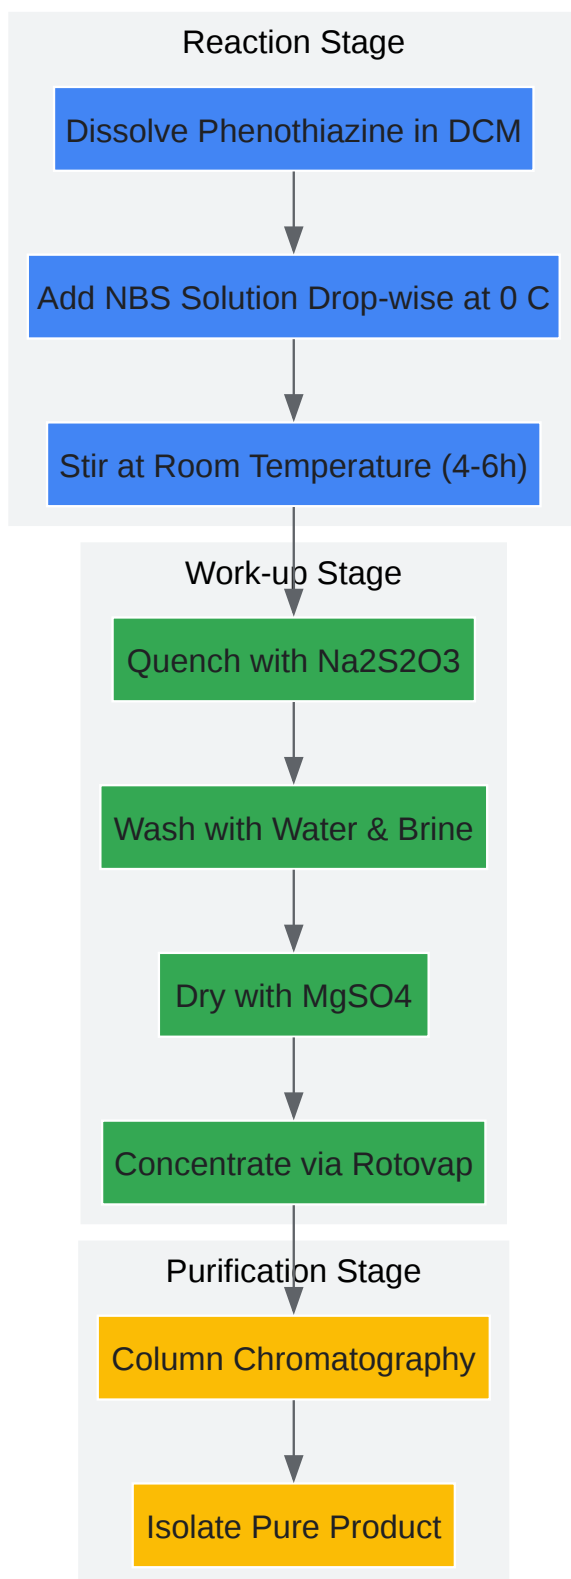 Reaction Stage
Dissolve Phenothiazine in DCM
Add NBS Solution Drop-wise at 0 C
Stir at Room Temperature (4-6h)
Work-up Stage
Quench with Na2S2O3
Wash with Water & Brine
Dry with MgSO4
Concentrate via Rotovap
Purification Stage
Column Chromatography
Isolate Pure Product